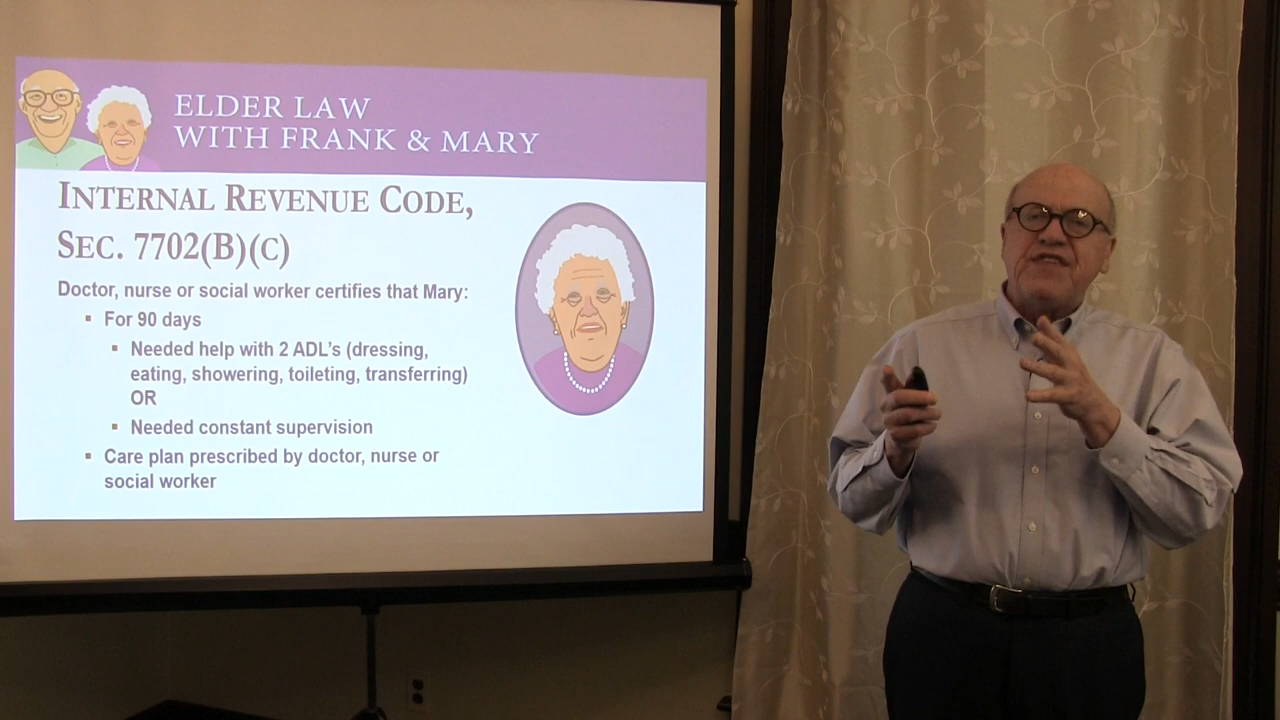 ELDER LAW
WITH FRANK & MARY
INTERNAL REVENUE CODE,
SEC. 7702(B)(C)
Doctor, nurse or social worker certifies that Mary:
▪ For 90 days
▪ Needed help with 2 ADL's (dressing,
eating, showering, toileting, transferring)
OR
▪ Needed constant supervision
▪ Care plan prescribed by doctor, nurse or
social worker